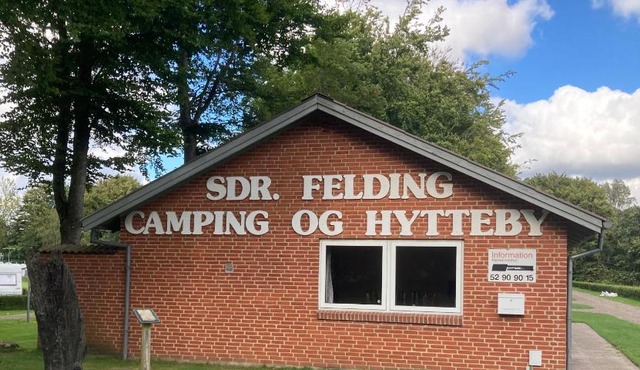 SDR. FELDING
CAMPING OG HYTTEBY
Information
52 90 90 15